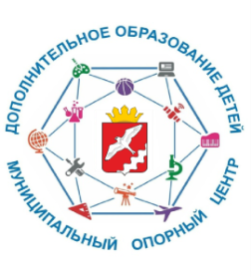 ДОПОЛНИТЕЛЬНОЕ ОБРАЗОВАНИЕ ДЕТЕЙ
МУНИЦИПАЛЬНЫЙ ОПОРНЫЙ ЦЕНТР